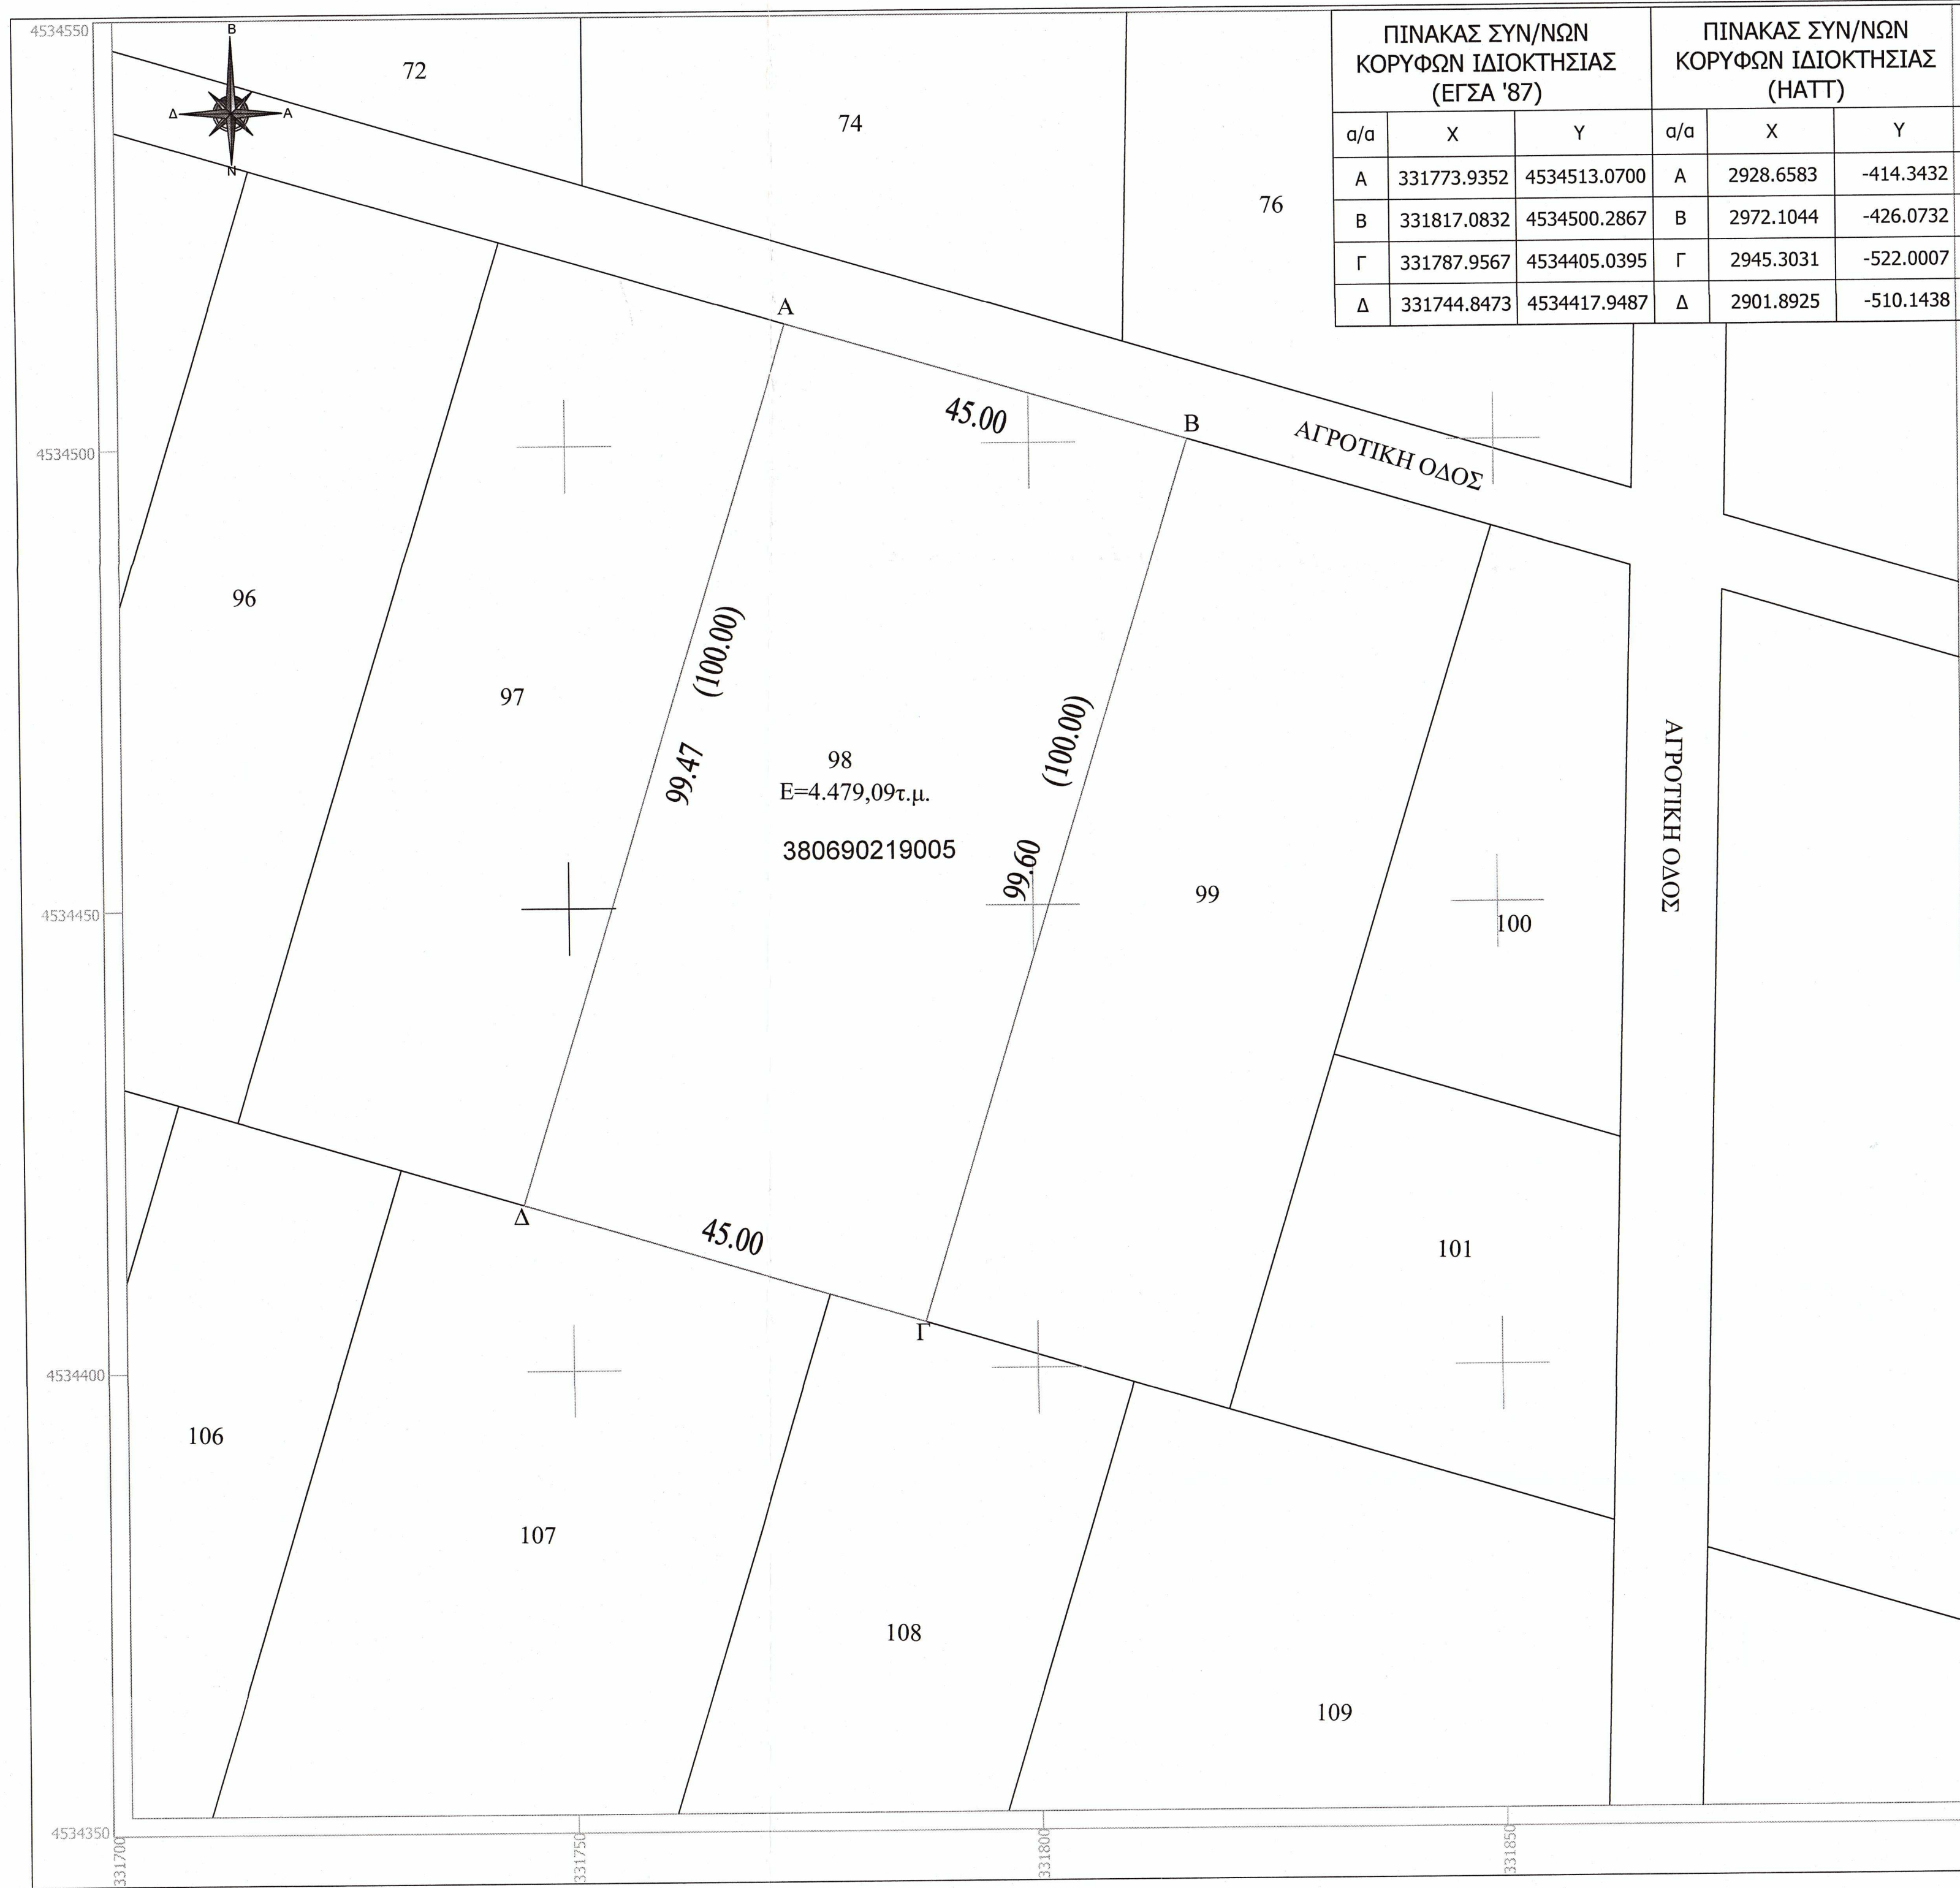 4534550
B
Δ
A
N
72
74
76
ΠΙΝΑΚΑΣ ΣΥΝ/ΝΩΝ
ΚΟΡΥΦΩΝ ΙΔΙΟΚΤΗΣΙΑΣ
(ΕΓΣΑ '87)
ΠΙΝΑΚΑΣ ΣΥΝ/ΝΩΝ
ΚΟΡΥΦΩΝ ΙΔΙΟΚΤΗΣΙΑΣ
(HATT)
α/α X Y α/α X Y
Α 331773.9352 4534513.0700 Α 2928.6583 -414.3432
Β 331817.0832 4534500.2867 Β 2972.1044 -426.0732
Γ 331787.9567 4534405.0395 Γ 2945.3031 -522.0007
Δ 331744.8473 4534417.9487 Δ 2901.8925 -510.1438
Α
45.00
Β
ΑΓΡΟΤΙΚΗ ΟΔΟΣ
4534500
96
97
(100.00)
99.47
98
Ε=4.479,09τ.μ.
380690219005
(100.00)
99.60
99
100
ΑΓΡΟΤΙΚΗ ΟΔΟΣ
4534450
Δ
45.00
Γ
101
4534400
106
107
108
109
4534350
331700
331750
331800
331850